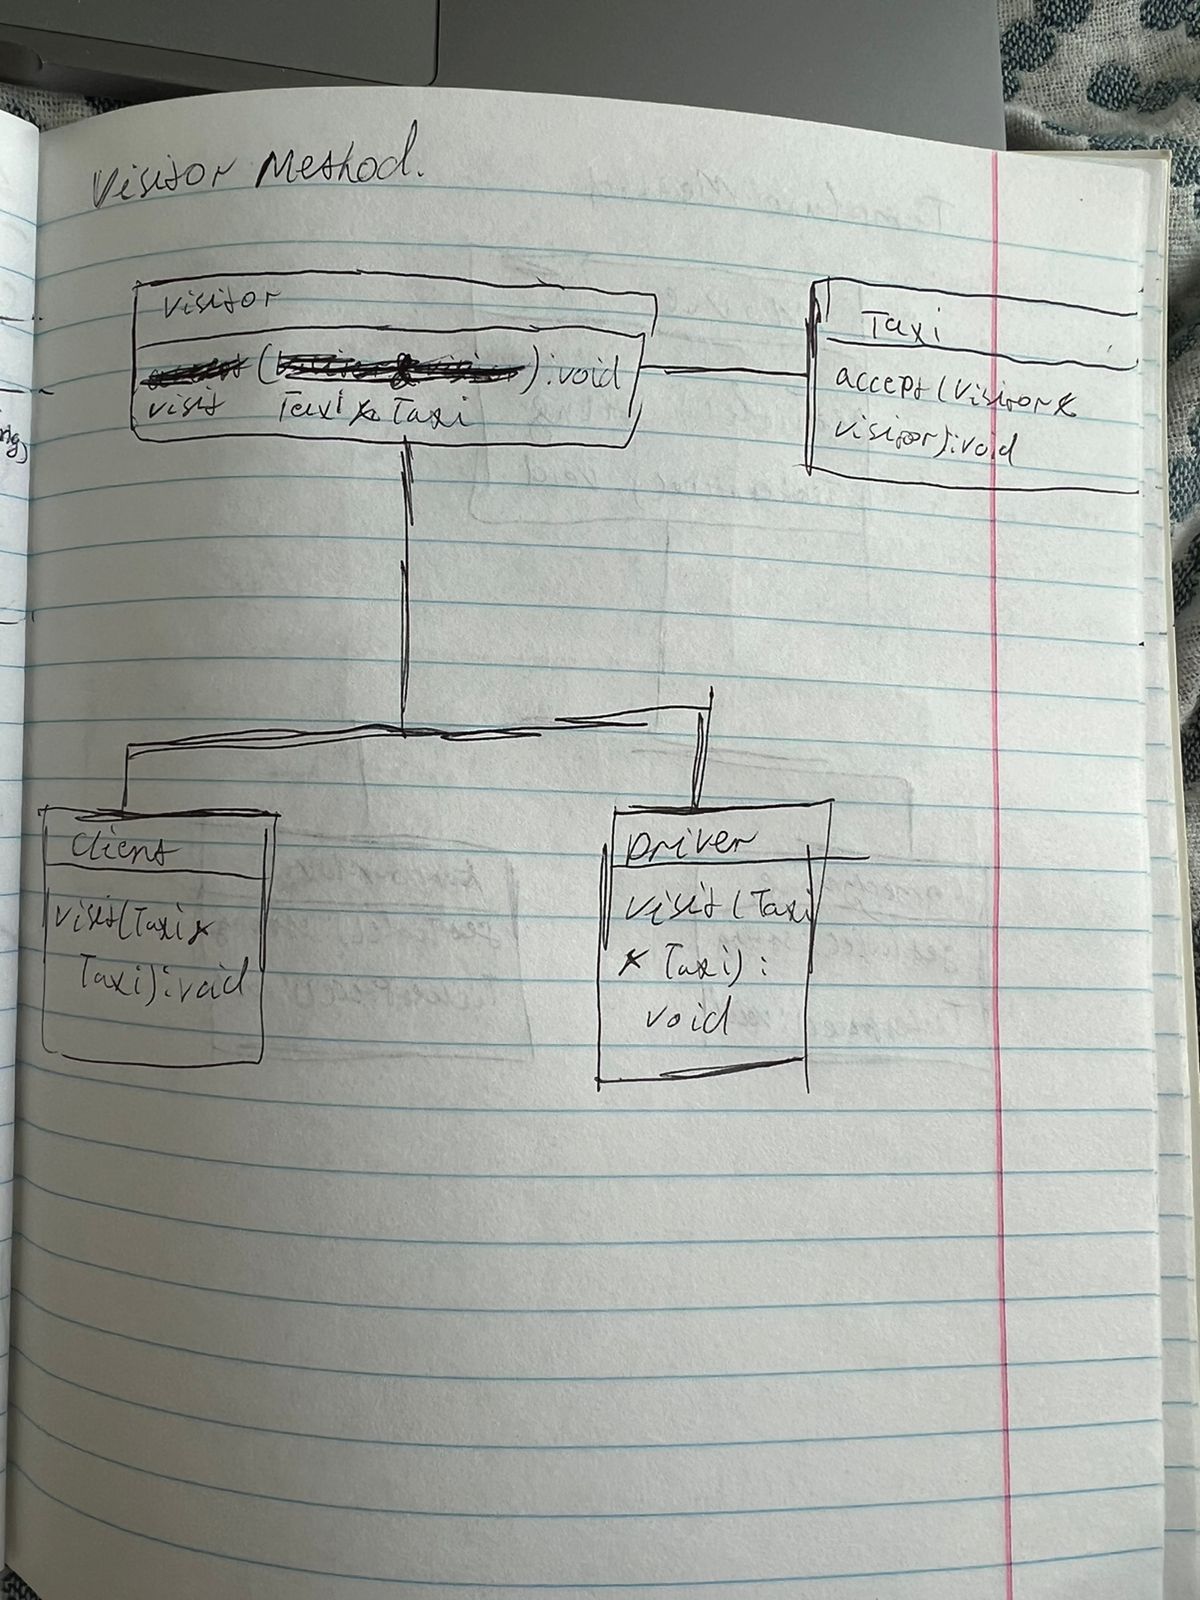 Visitor Method.
Visitor
( ) : void
visit Taxi * Taxi
Taxi
accept (Visitor *
visitor) : void
Client
visit (Taxi *
Taxi) : void
Driver
visit (Taxi
* Taxi) :
void
ng,